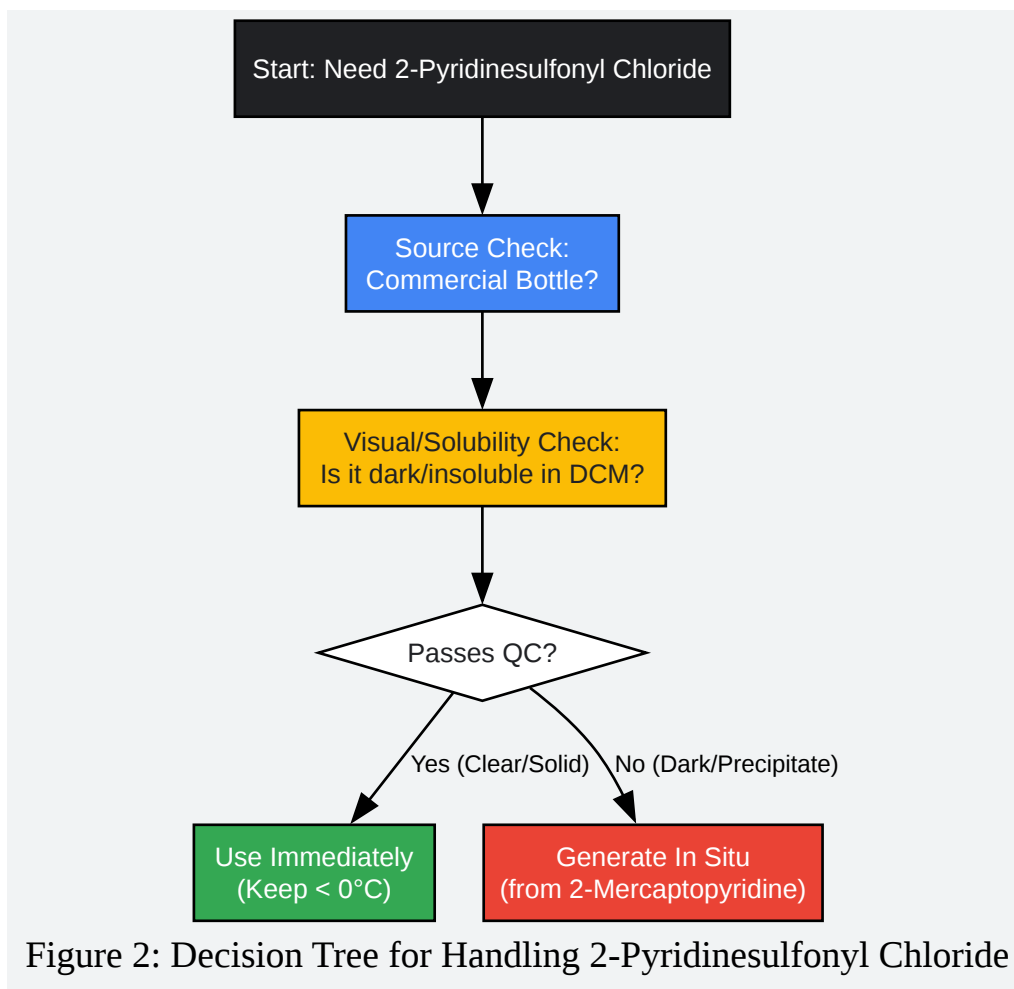 Start: Need 2-Pyridinesulfonyl Chloride
Source Check:
Commercial Bottle?
Visual/Solubility Check:
Is it dark/insoluble in DCM?
Passes QC?
Yes (Clear/Solid)
No (Dark/Precipitate)
Use Immediately
(Keep < 0°C)
Generate In Situ
(from 2-Mercaptopyridine)
Figure 2: Decision Tree for Handling 2-Pyridinesulfonyl Chloride